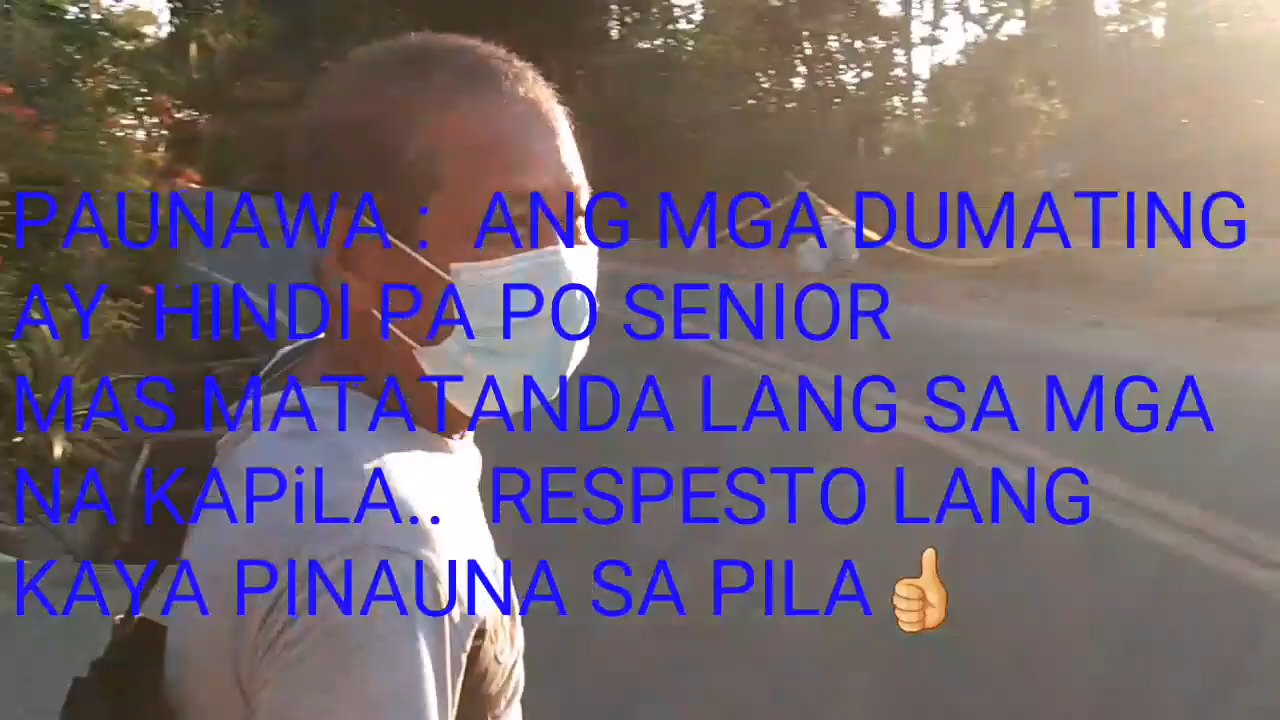 PAUNAWA : ANG MGA DUMATING
AY HINDI PA PO SENIOR
MAS MATATANDA LANG SA MGA
NA KAPiLA.. RESPESTO LANG
KAYA PINAUNA SA PILA👍